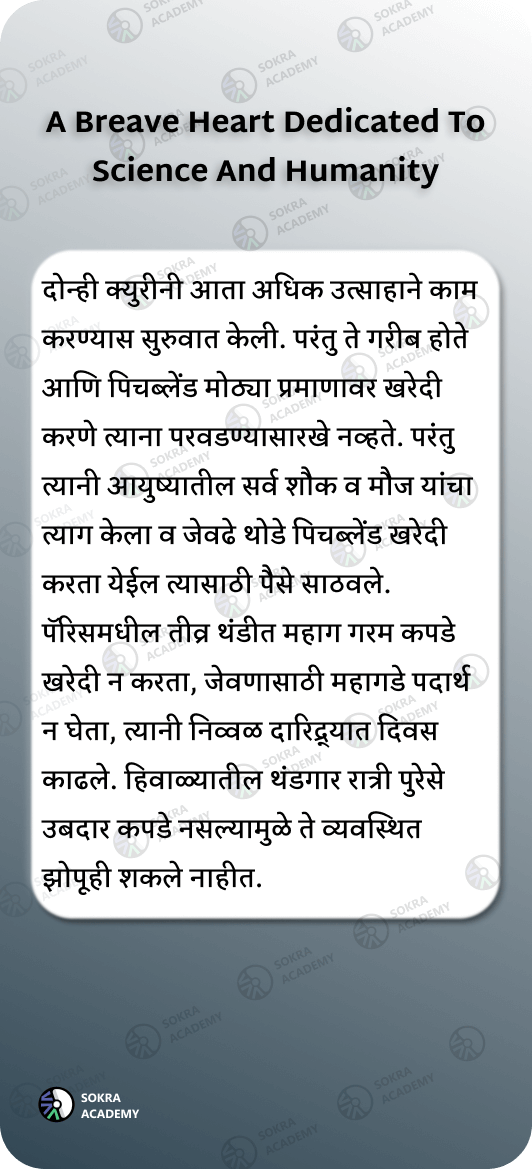 A Breave Heart Dedicated To
Science And Humanity
दोन्ही क्युरीनी आता अधिक उत्साहाने काम
करण्यास सुरुवात केली. परंतु ते गरीब होते
आणि पिचब्लेंड मोठ्या प्रमाणावर खरेदी
करणे त्याना परवडण्यासारखे नव्हते. परंतु
त्यानी आयुष्यातील सर्व शौक व मौज यांचा
त्याग केला व जेवढे थोडे पिचब्लेंड खरेदी
करता येईल त्यासाठी पैसे साठवले.
पॅरिसमधील तीव्र थंडीत महाग गरम कपडे
खरेदी न करता, जेवणासाठी महागडे पदार्थ
न घेता, त्यानी निव्वळ दारिद्र्यात दिवस
काढले. हिवाळ्यातील थंडगार रात्री पुरेसे
उबदार कपडे नसल्यामुळे ते व्यवस्थित
झोपूही शकले नाहीत.
SOKRA
ACADEMY